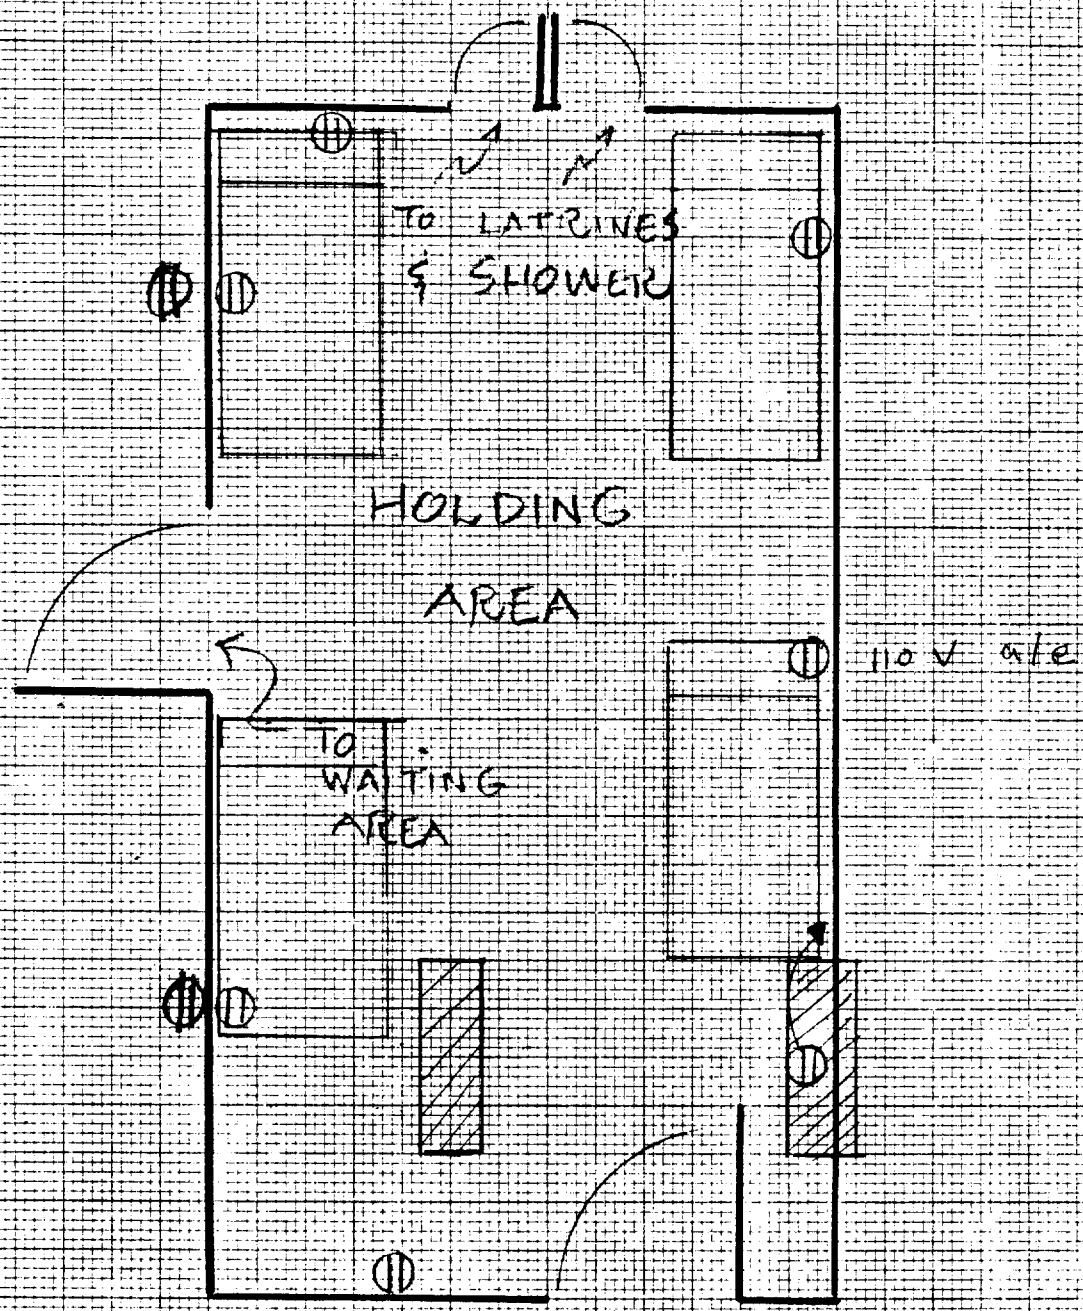 TO LATRINES
& SHOWER
HOLDING
AREA
110 V a/c
TO
WAITING
AREA